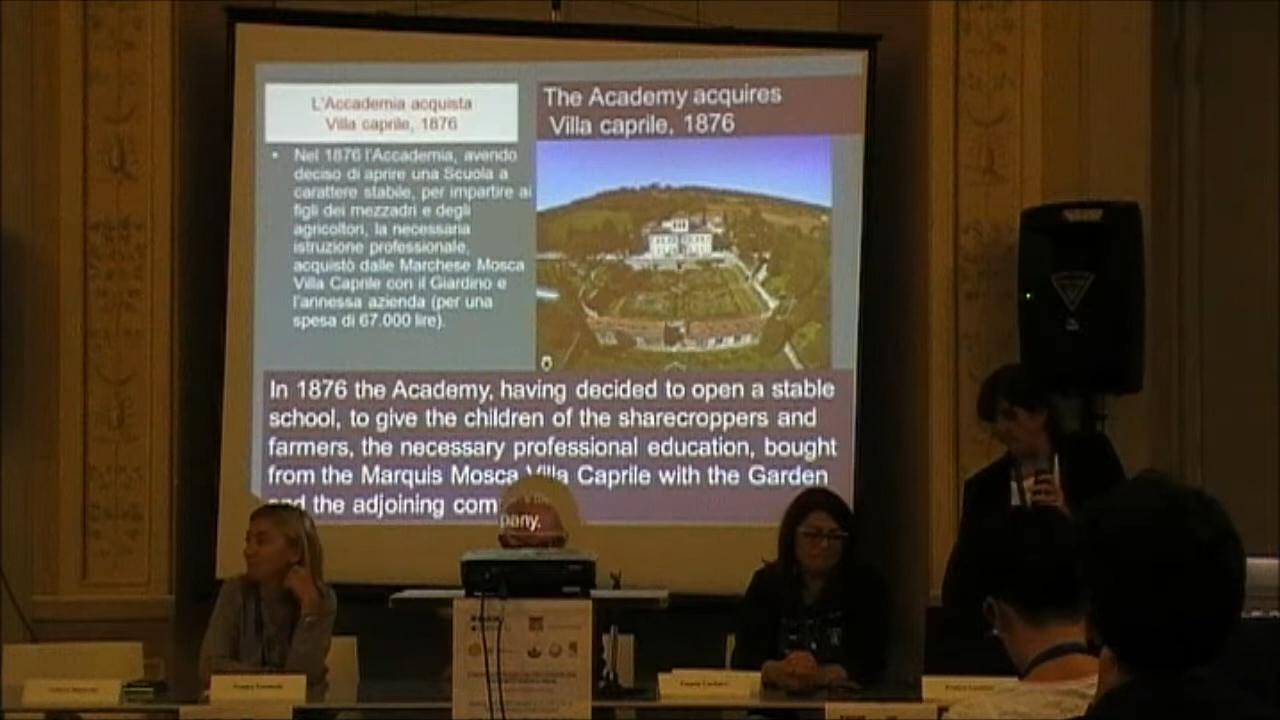 L'Accademia acquista
Villa caprile, 1876
• Nel 1876 l'Accademia, avendo
deciso di aprire una Scuola a
carattere stabile, per impartire ai
figli dei mezzadri e degli
agricoltori, la necessaria
istruzione professionale,
acquistò dalle Marchese Mosca
Villa Caprile con il Giardino e
l'annessa azienda (per una
spesa di 67.000 lire).
The Academy acquires
Villa caprile, 1876
In 1876 the Academy, having decided to open a stable
school, to give the children of the sharecroppers and
farmers, the necessary professional education, bought
from the Marquis Mosca Villa Caprile with the Garden
and the adjoining company.